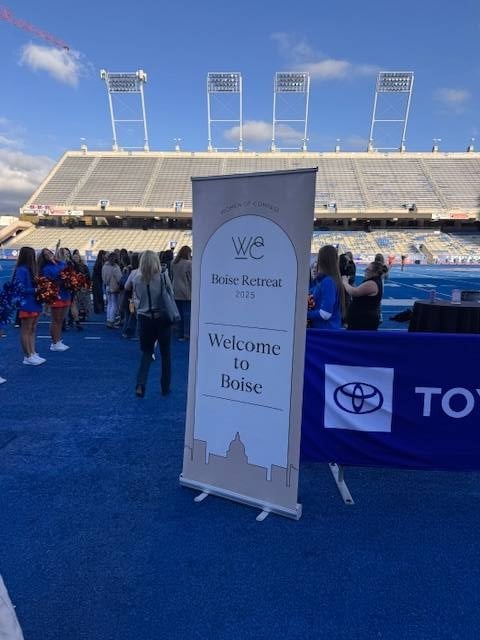 WOMEN OF COMPASS
WC
Boise Retreat
2025
Welcome
to
Boise
TOY